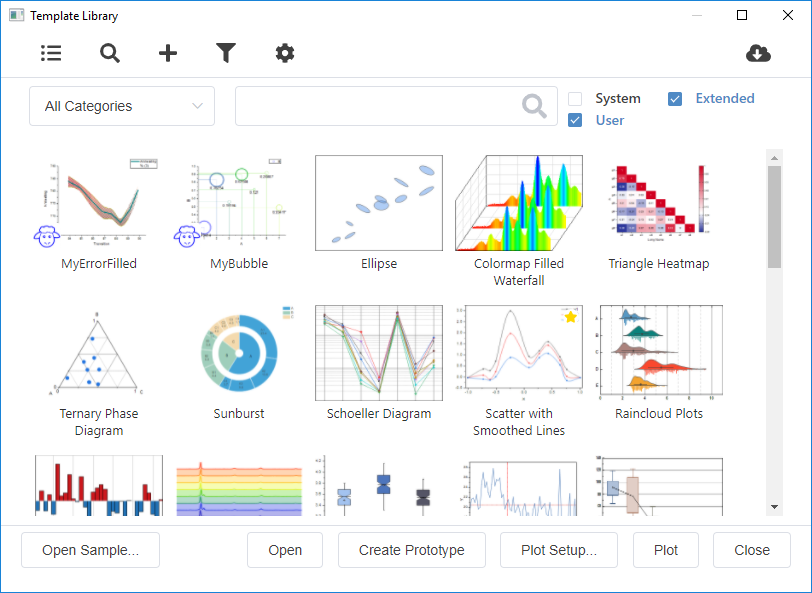 Template Library
All Categories
System
Extended
User
MyErrorFilled
MyBubble
Ellipse
Colormap Filled
Waterfall
Triangle Heatmap
Ternary Phase
Diagram
Sunburst
Schoeller Diagram
Scatter with
Smoothed Lines
Raincloud Plots
Open Sample...
Open
Create Prototype
Plot Setup...
Plot
Close